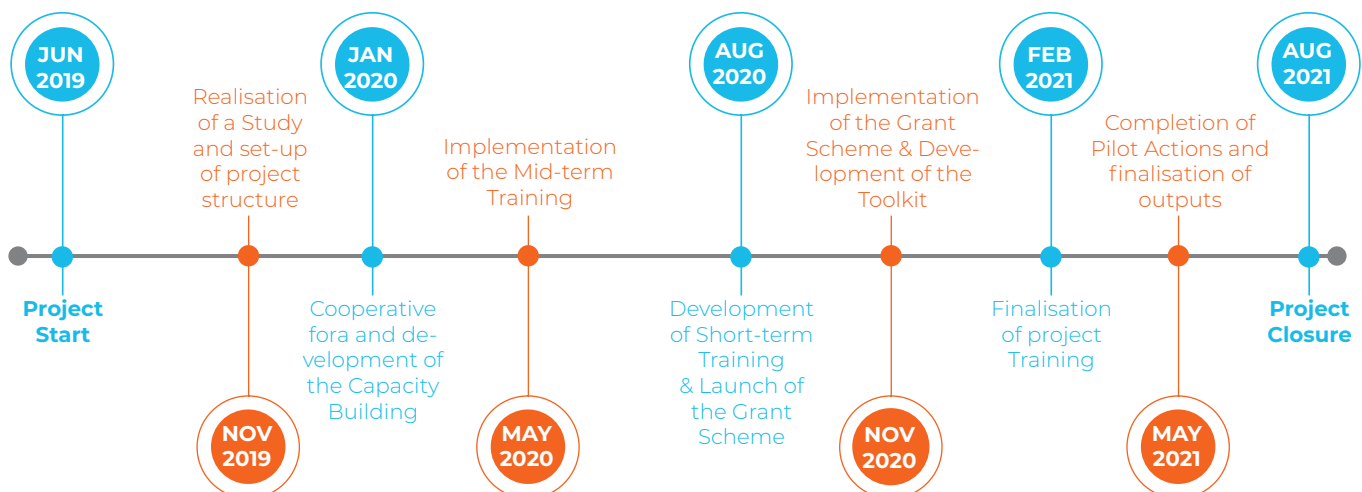 JUN
2019
Project
Start
Realisation
of a Study
and set-up
of project
structure
NOV
2019
JAN
2020
Cooperative
fora and de-
velopment of
the Capacity
Building
Implementation
of the Mid-term
Training
MAY
2020
AUG
2020
Development
of Short-term
Training
& Launch of
the Grant
Scheme
Implementation
of the Grant
Scheme & Deve-
lopment of the
Toolkit
NOV
2020
FEB
2021
Finalisation
of project
Training
Completion of
Pilot Actions and
finalisation of
outputs
MAY
2021
AUG
2021
Project
Closure